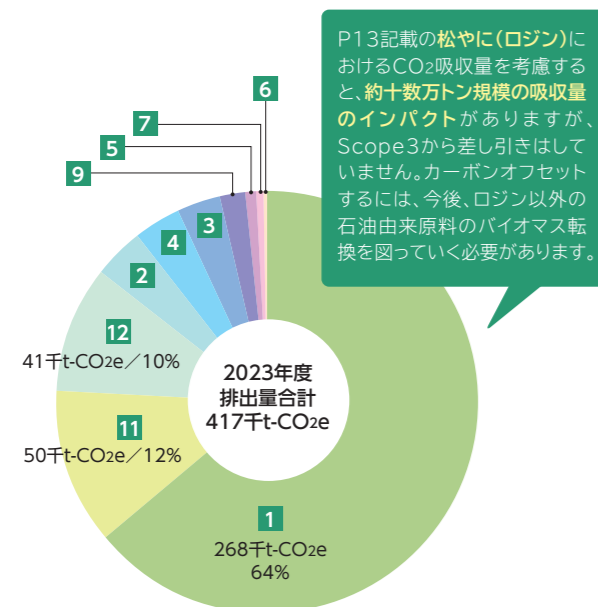 P13記載の松やに(ロジン)に
おけるCO2吸収量を考慮する
と、約十数万トン規模の吸収量
のインパクトがありますが、
Scope3から差し引きはして
いません。カーボンオフセット
するには、今後、ロジン以外の
石油由来原料のバイオマス転
換を図っていく必要があります。
6
7
5
9
3
4
2
12
41千t-CO2e/10%
11
50千t-CO2e/12%
2023年度
排出量合計
417千t-CO2e
1
268千t-CO2e
64%